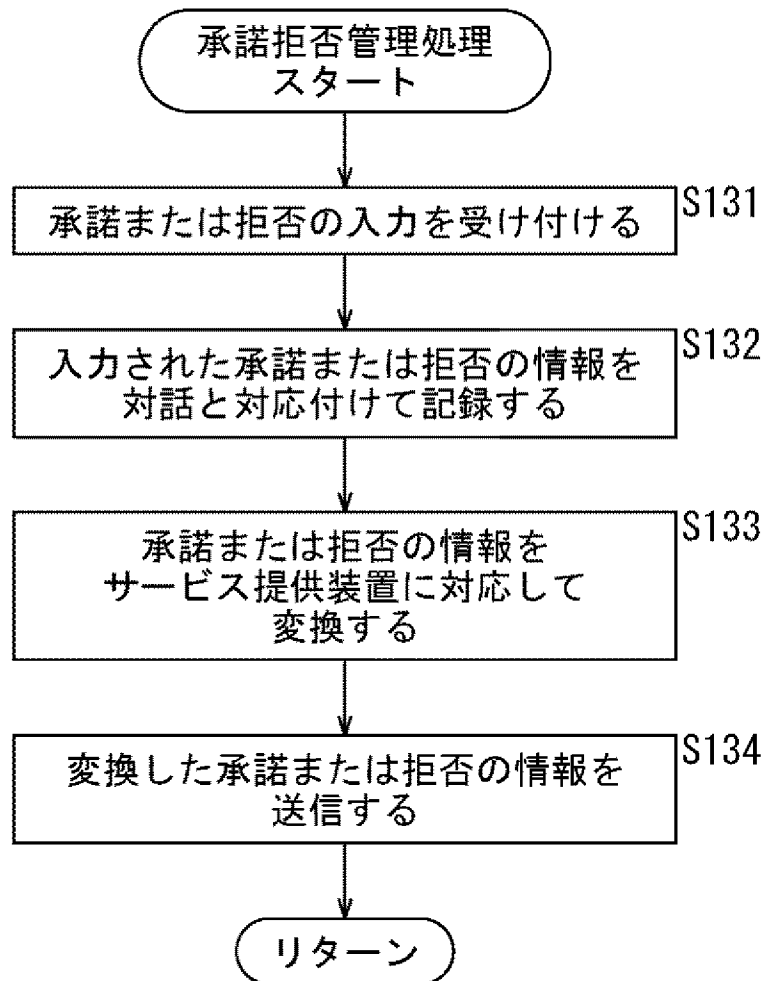 承諾拒否管理処理
スタート
S131
承諾または拒否の入力を受け付ける
S132
入力された承諾または拒否の情報を
対話と対応付けて記録する
S133
承諾または拒否の情報を
サービス提供装置に対応して
変換する
S134
変換した承諾または拒否の情報を
送信する
リターン